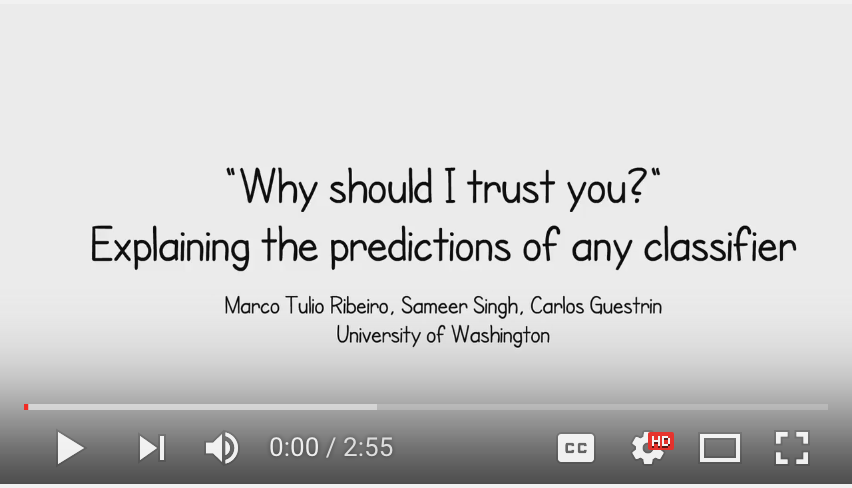 "Why should I trust you?"
Explaining the predictions of any classifier
Marco Tulio Ribeiro, Sameer Singh, Carlos Guestrin
University of Washington
0:00 / 2:55 CC HD